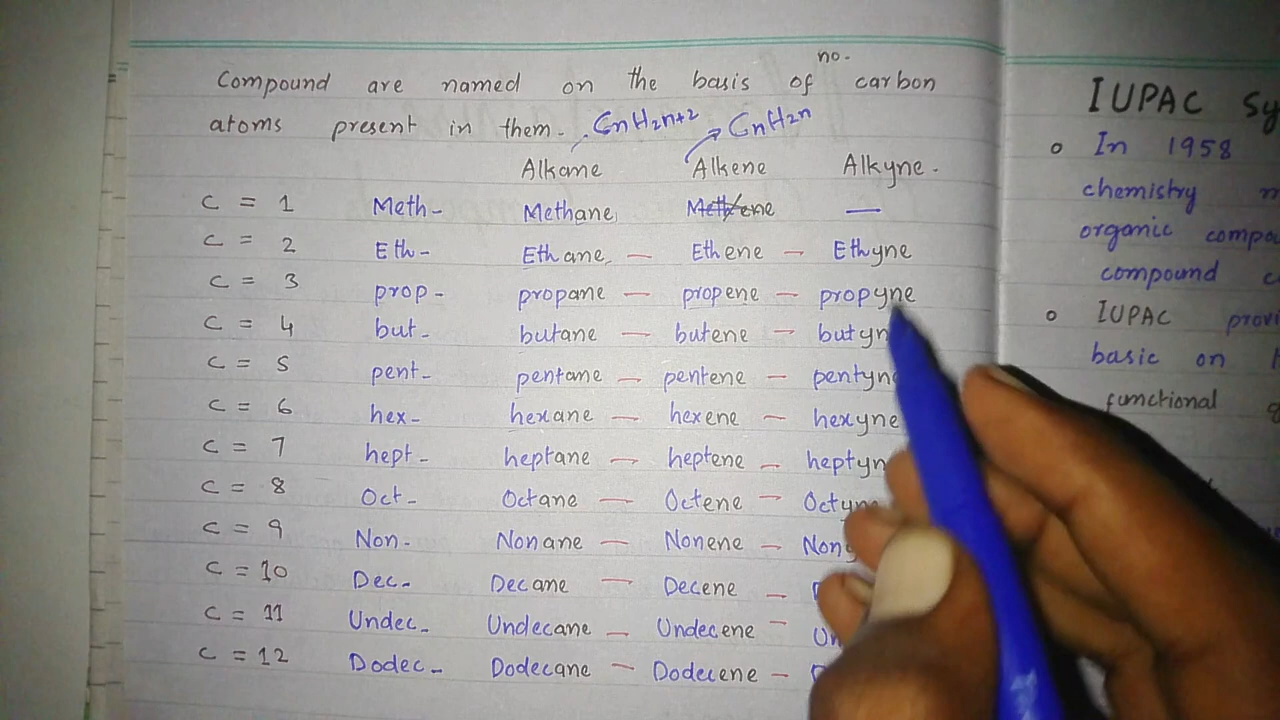 no.
Compound are named on the basis of carbon
atoms present in them. CnH2n+2 CnH2n
Alkane Alkene Alkyne.
C = 1 Meth- Methane Methene —
C = 2 Eth- Ethane — Ethene — Ethyne
C = 3 prop- propane — propene — propyne
C = 4 but- butane — butene — butyn
C = 5 pent- pentane — pentene — pentyn
C = 6 hex- hexane — hexene — hexyne
C = 7 hept- heptane — heptene — heptyn
C = 8 Oct- Octane — Octene — Octyne
C = 9 Non- Nonane — Nonene — Non
C = 10 Dec- Decane — Decene —
C = 11 Undec- Undecane — Undecene — Un
C = 12 Dodec- Dodecane — Dodecene —
IUPAC Sy
o In 1958
chemistry
organic compou
compound c
o IUPAC provi
basic on
functional